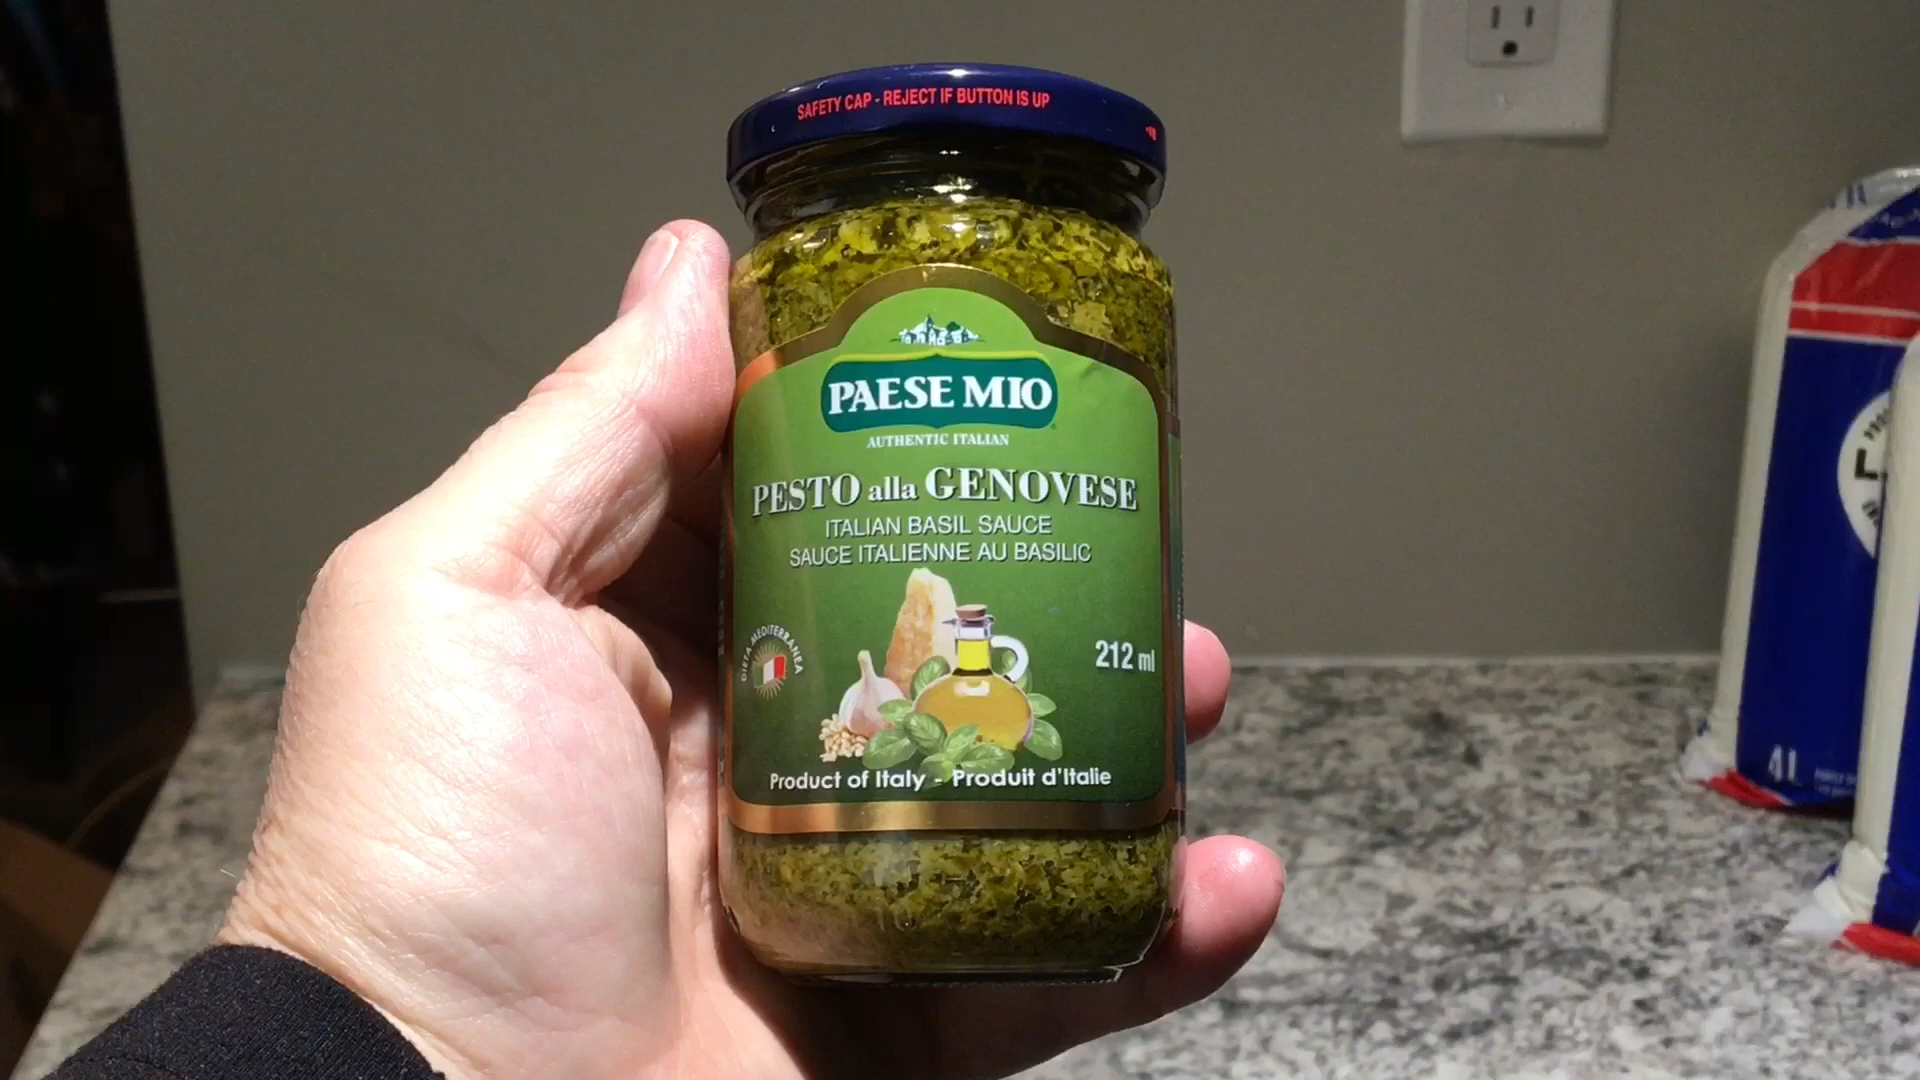 SAFETY CAP - REJECT IF BUTTON IS UP
PAESE MIO
AUTHENTIC ITALIAN
PESTO alla GENOVESE
ITALIAN BASIL SAUCE
SAUCE ITALIENNE AU BASILIC
DIETA MEDITERRANEA
212 ml
Product of Italy - Produit d'Italie
4L